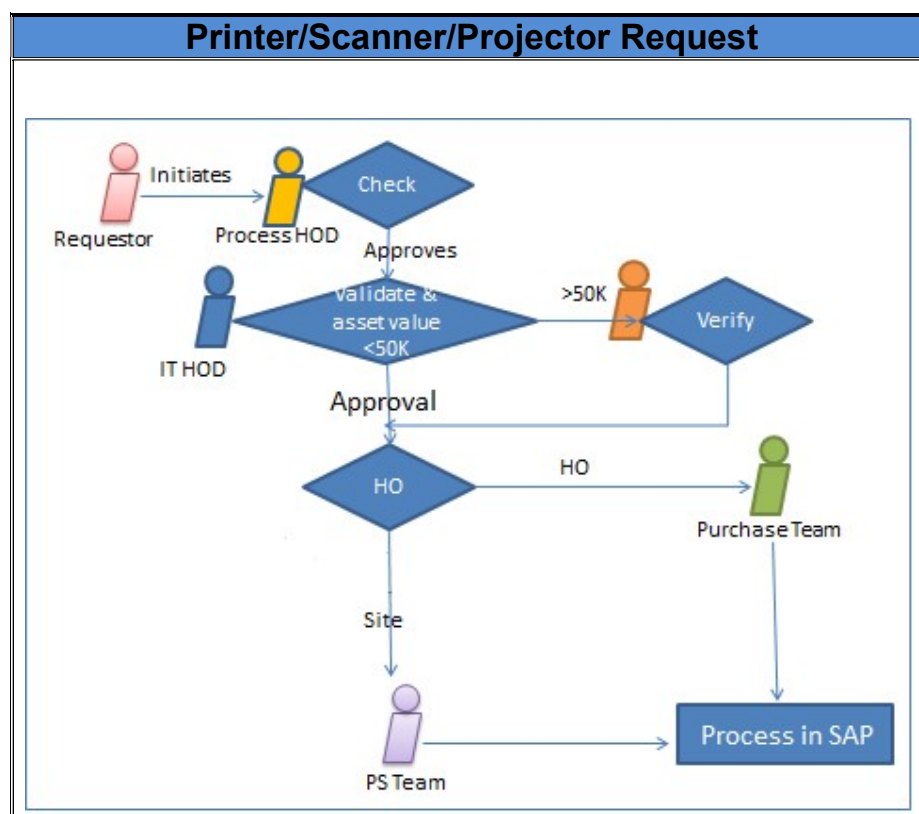 Printer/Scanner/Projector Request
Initiates
Check
Requestor
Process HOD
Approves
Validate &
asset value
<50K
>50K
Verify
IT HOD
Approval
HO
HO
Purchase Team
Site
Process in SAP
PS Team